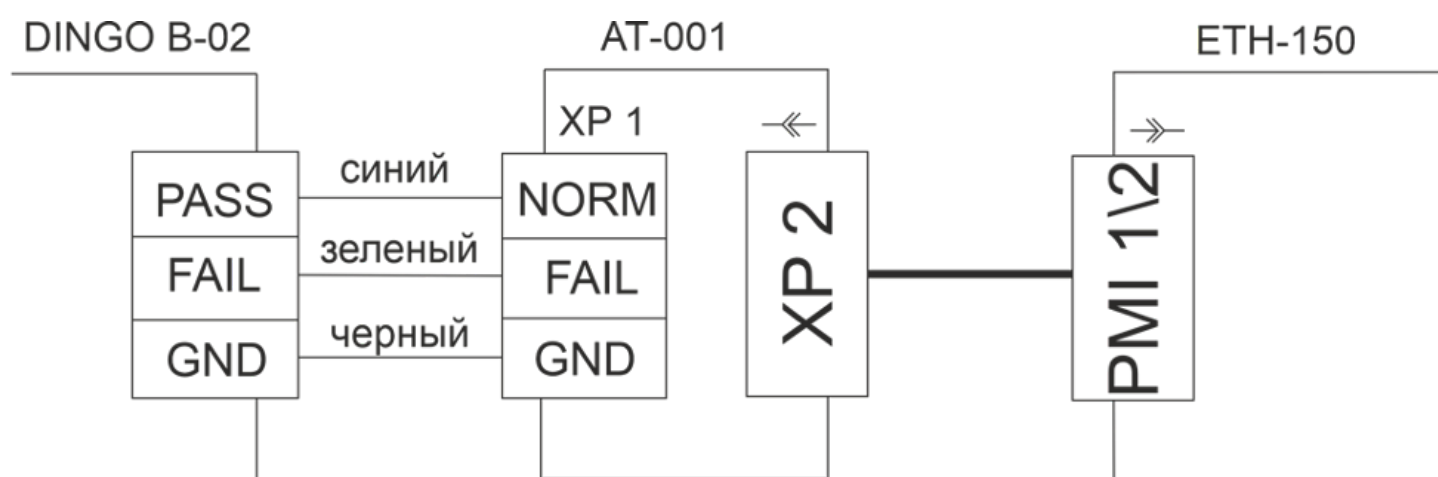 DINGO B-02
AT-001
ETH-150
XP 1
PASS
синий
NORM
FAIL
зеленый
FAIL
GND
черный
GND
XP 2
PMI 1\2